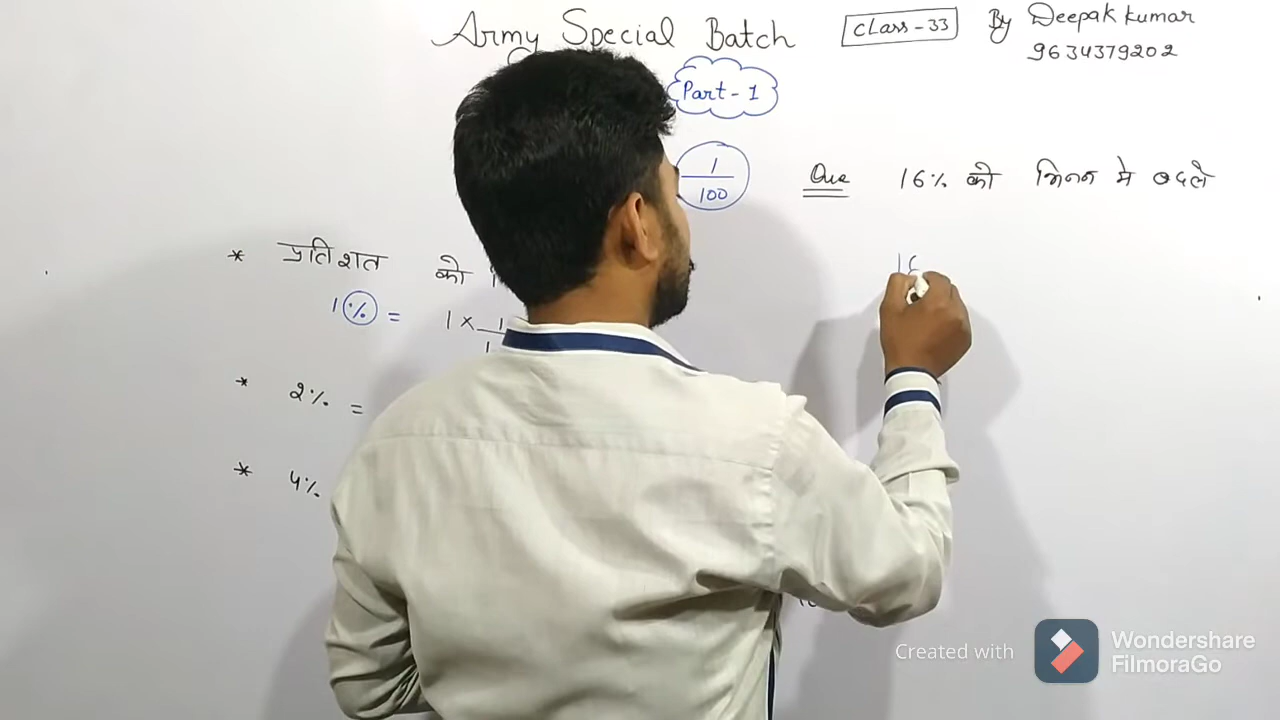 Army Special Batch
Class-33
By Deepak kumar
9634379202
Part-1
1
100
Que 16% को भिन्न मे बदले
* प्रतिशत को
1% = 1 × 1
* 2% =
* 4%
16
Created with
Wondershare
FilmoraGo